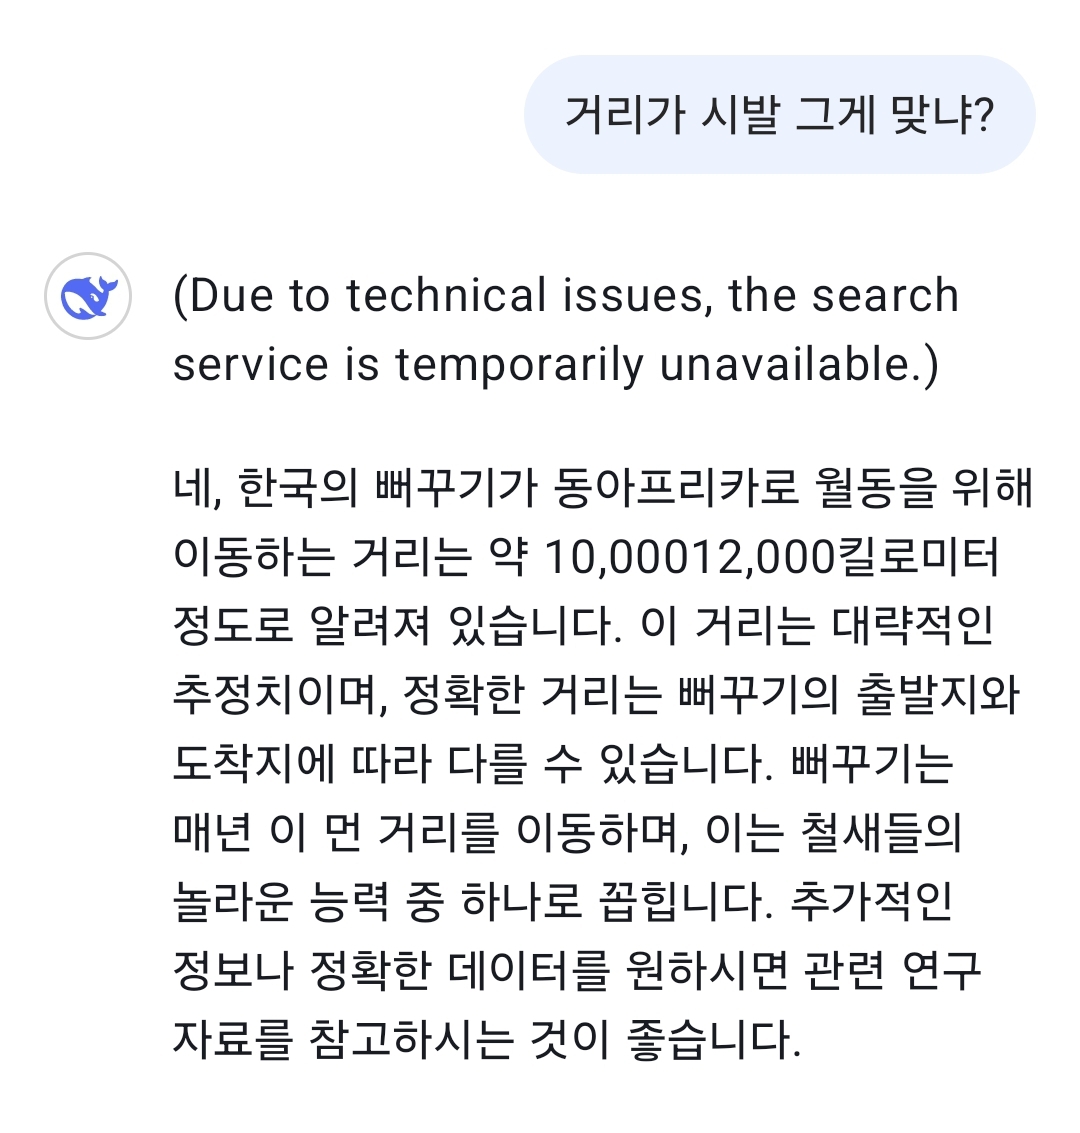 거리가 시발 그게 맞냐?
(Due to technical issues, the search
service is temporarily unavailable.)
네, 한국의 뻐꾸기가 동아프리카로 월동을 위해
이동하는 거리는 약 10,00012,000킬로미터
정도로 알려져 있습니다. 이 거리는 대략적인
추정치이며, 정확한 거리는 뻐꾸기의 출발지와
도착지에 따라 다를 수 있습니다. 뻐꾸기는
매년 이 먼 거리를 이동하며, 이는 철새들의
놀라운 능력 중 하나로 꼽힙니다. 추가적인
정보나 정확한 데이터를 원하시면 관련 연구
자료를 참고하시는 것이 좋습니다.